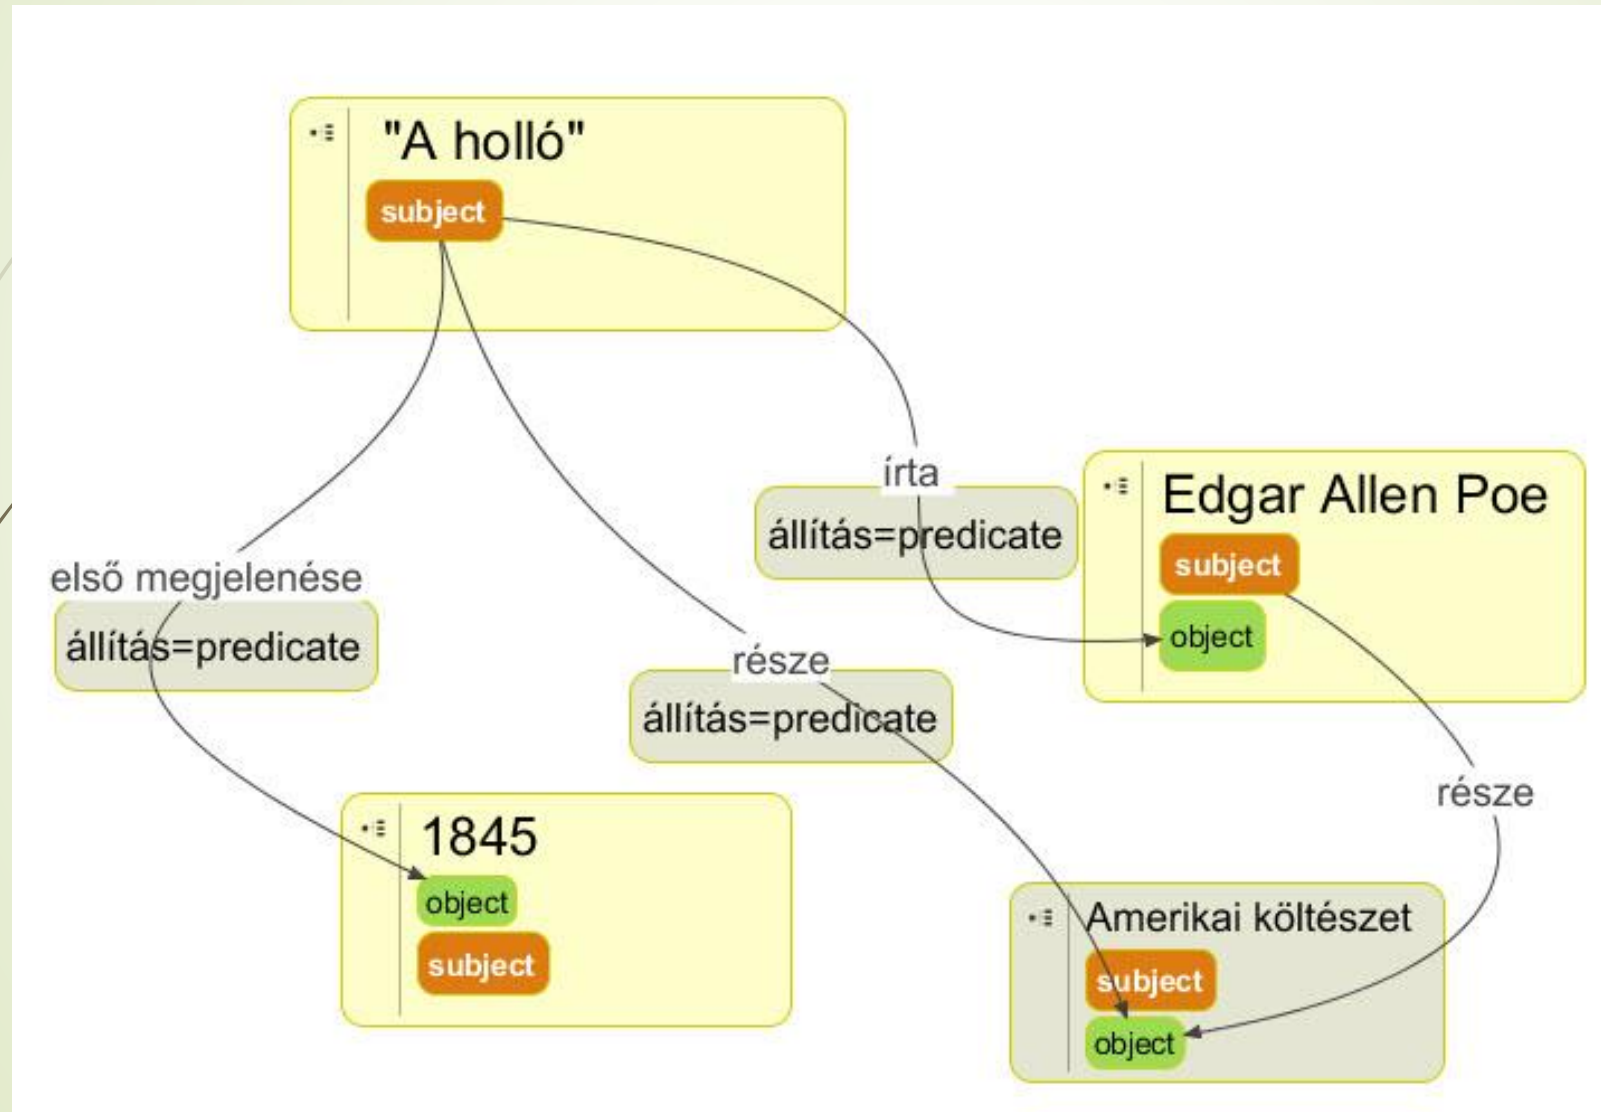 "A holló"
subject
írta
állítás=predicate
Edgar Allen Poe
subject
object
első megjelenése
állítás=predicate
része
állítás=predicate
része
1845
object
subject
Amerikai költészet
subject
object